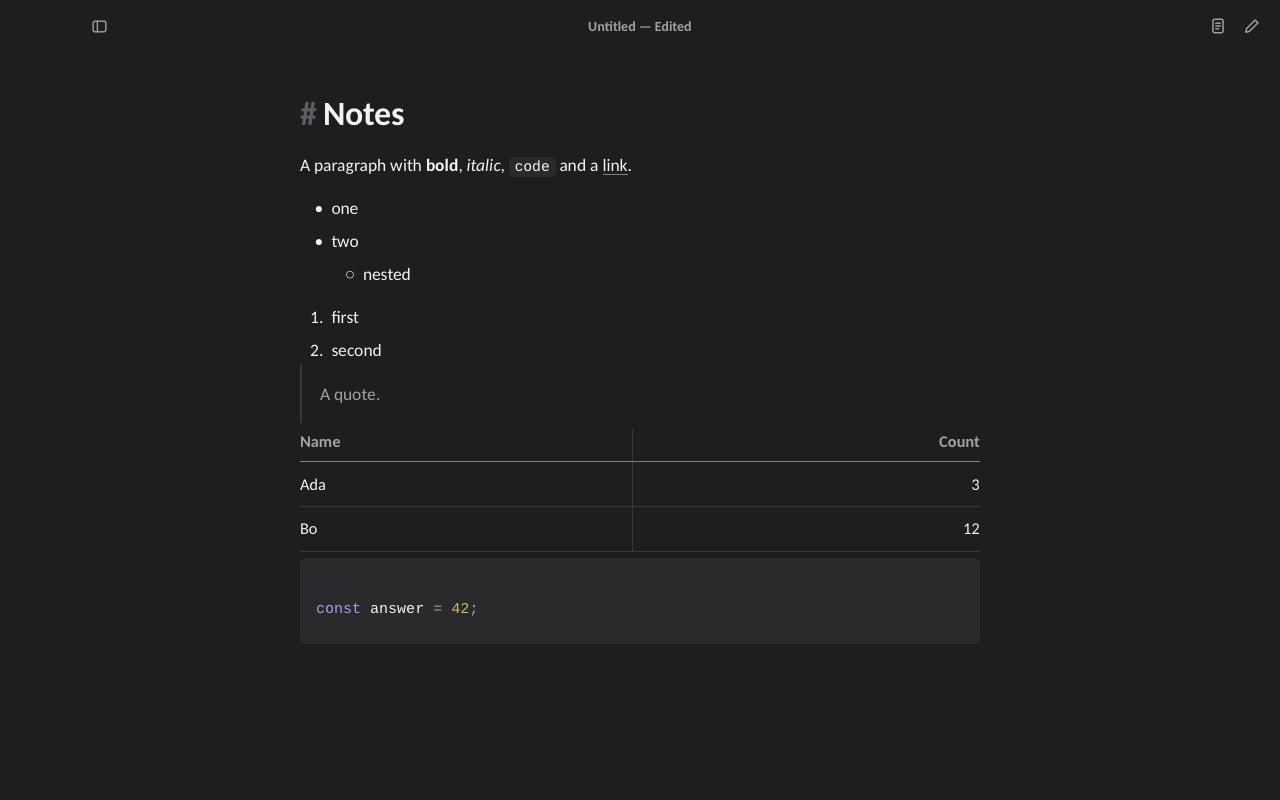 Untitled — Edited
# Notes
A paragraph with bold, italic, code and a link.
• one
• two
○ nested
1. first
2. second
A quote.
Name Count
Ada 3
Bo 12
const answer = 42;